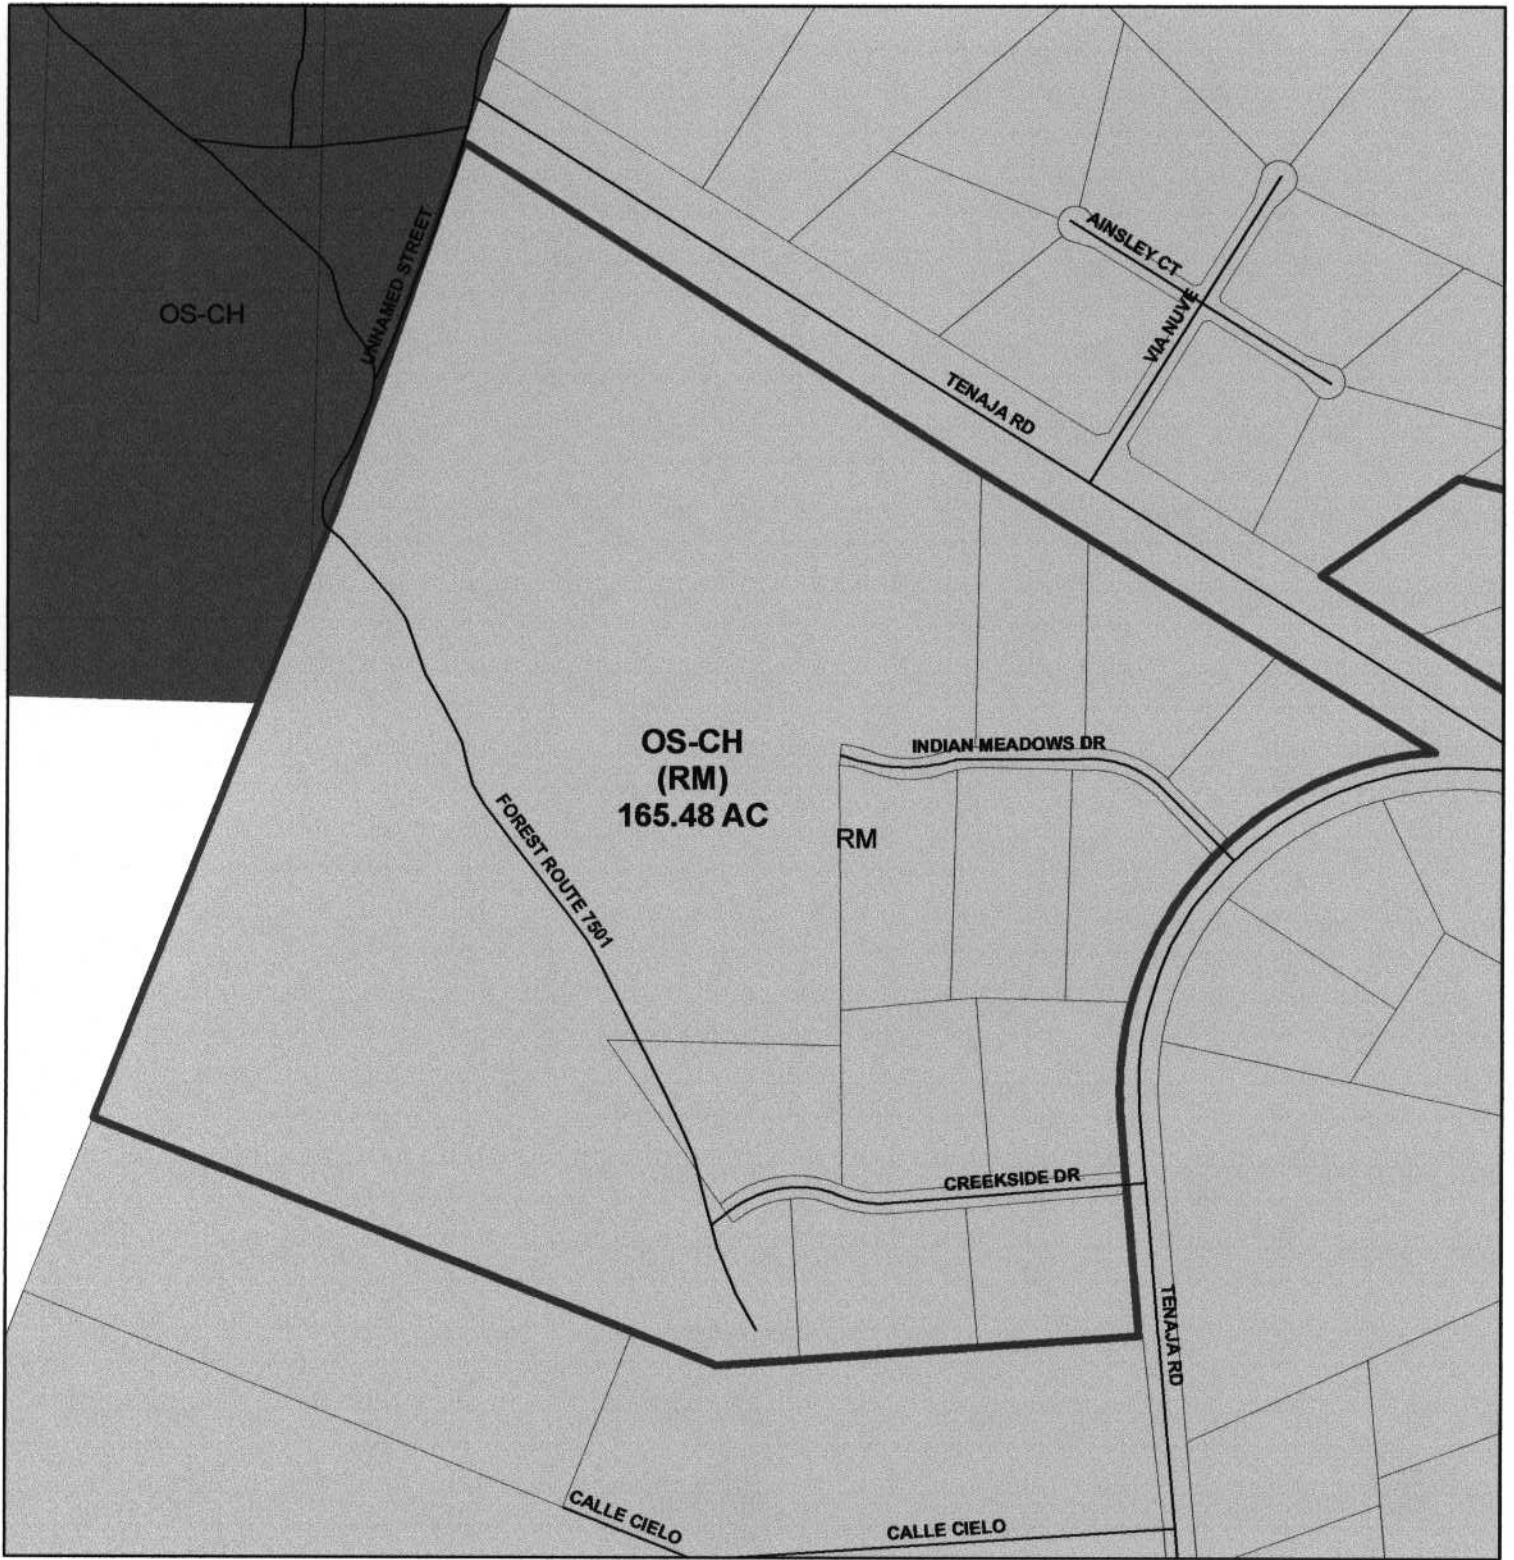 AINSLEY CT
UNNAMED STREET
OS-CH
VIA NUVE
TENAJA RD
OS-CH
(RM)
165.48 AC
INDIAN MEADOWS DR
RM
FOREST ROUTE 7501
CREEKSIDE DR
TENAJA RD
CALLE CIELO
CALLE CIELO